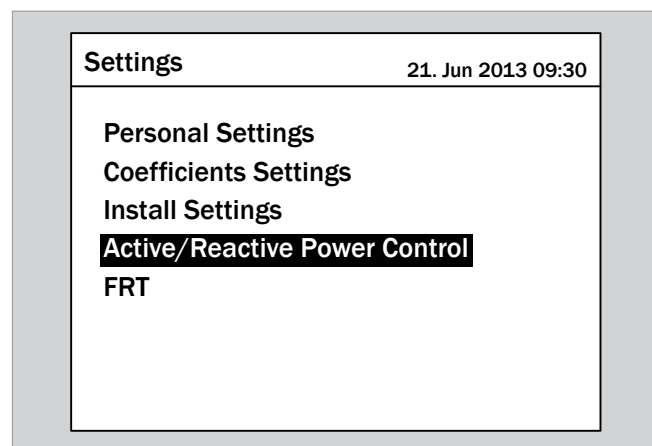 Settings
21. Jun 2013 09:30
Personal Settings
Coefficients Settings
Install Settings
Active/Reactive Power Control
FRT